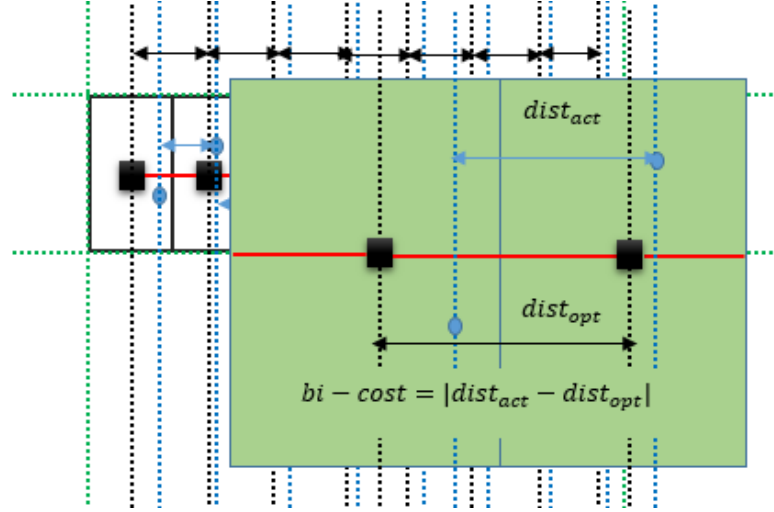 dist_act
dist_opt
bi − cost = |dist_act − dist_opt|